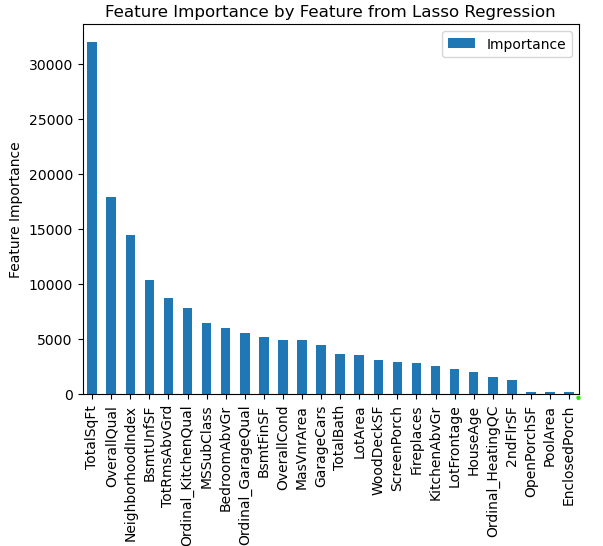 Feature Importance by Feature from Lasso Regression
Importance
Feature Importance
30000
25000
20000
15000
10000
5000
0
TotalSqFt
OverallQual
NeighborhoodIndex
BsmtUnfSF
TotRmsAbvGrd
Ordinal_KitchenQual
MSSubClass
BedroomAbvGr
Ordinal_GarageQual
BsmtFinSF
OverallCond
MasVnrArea
GarageCars
TotalBath
LotArea
WoodDeckSF
ScreenPorch
Fireplaces
KitchenAbvGr
LotFrontage
HouseAge
Ordinal_HeatingQC
2ndFlrSF
OpenPorchSF
PoolArea
EnclosedPorch